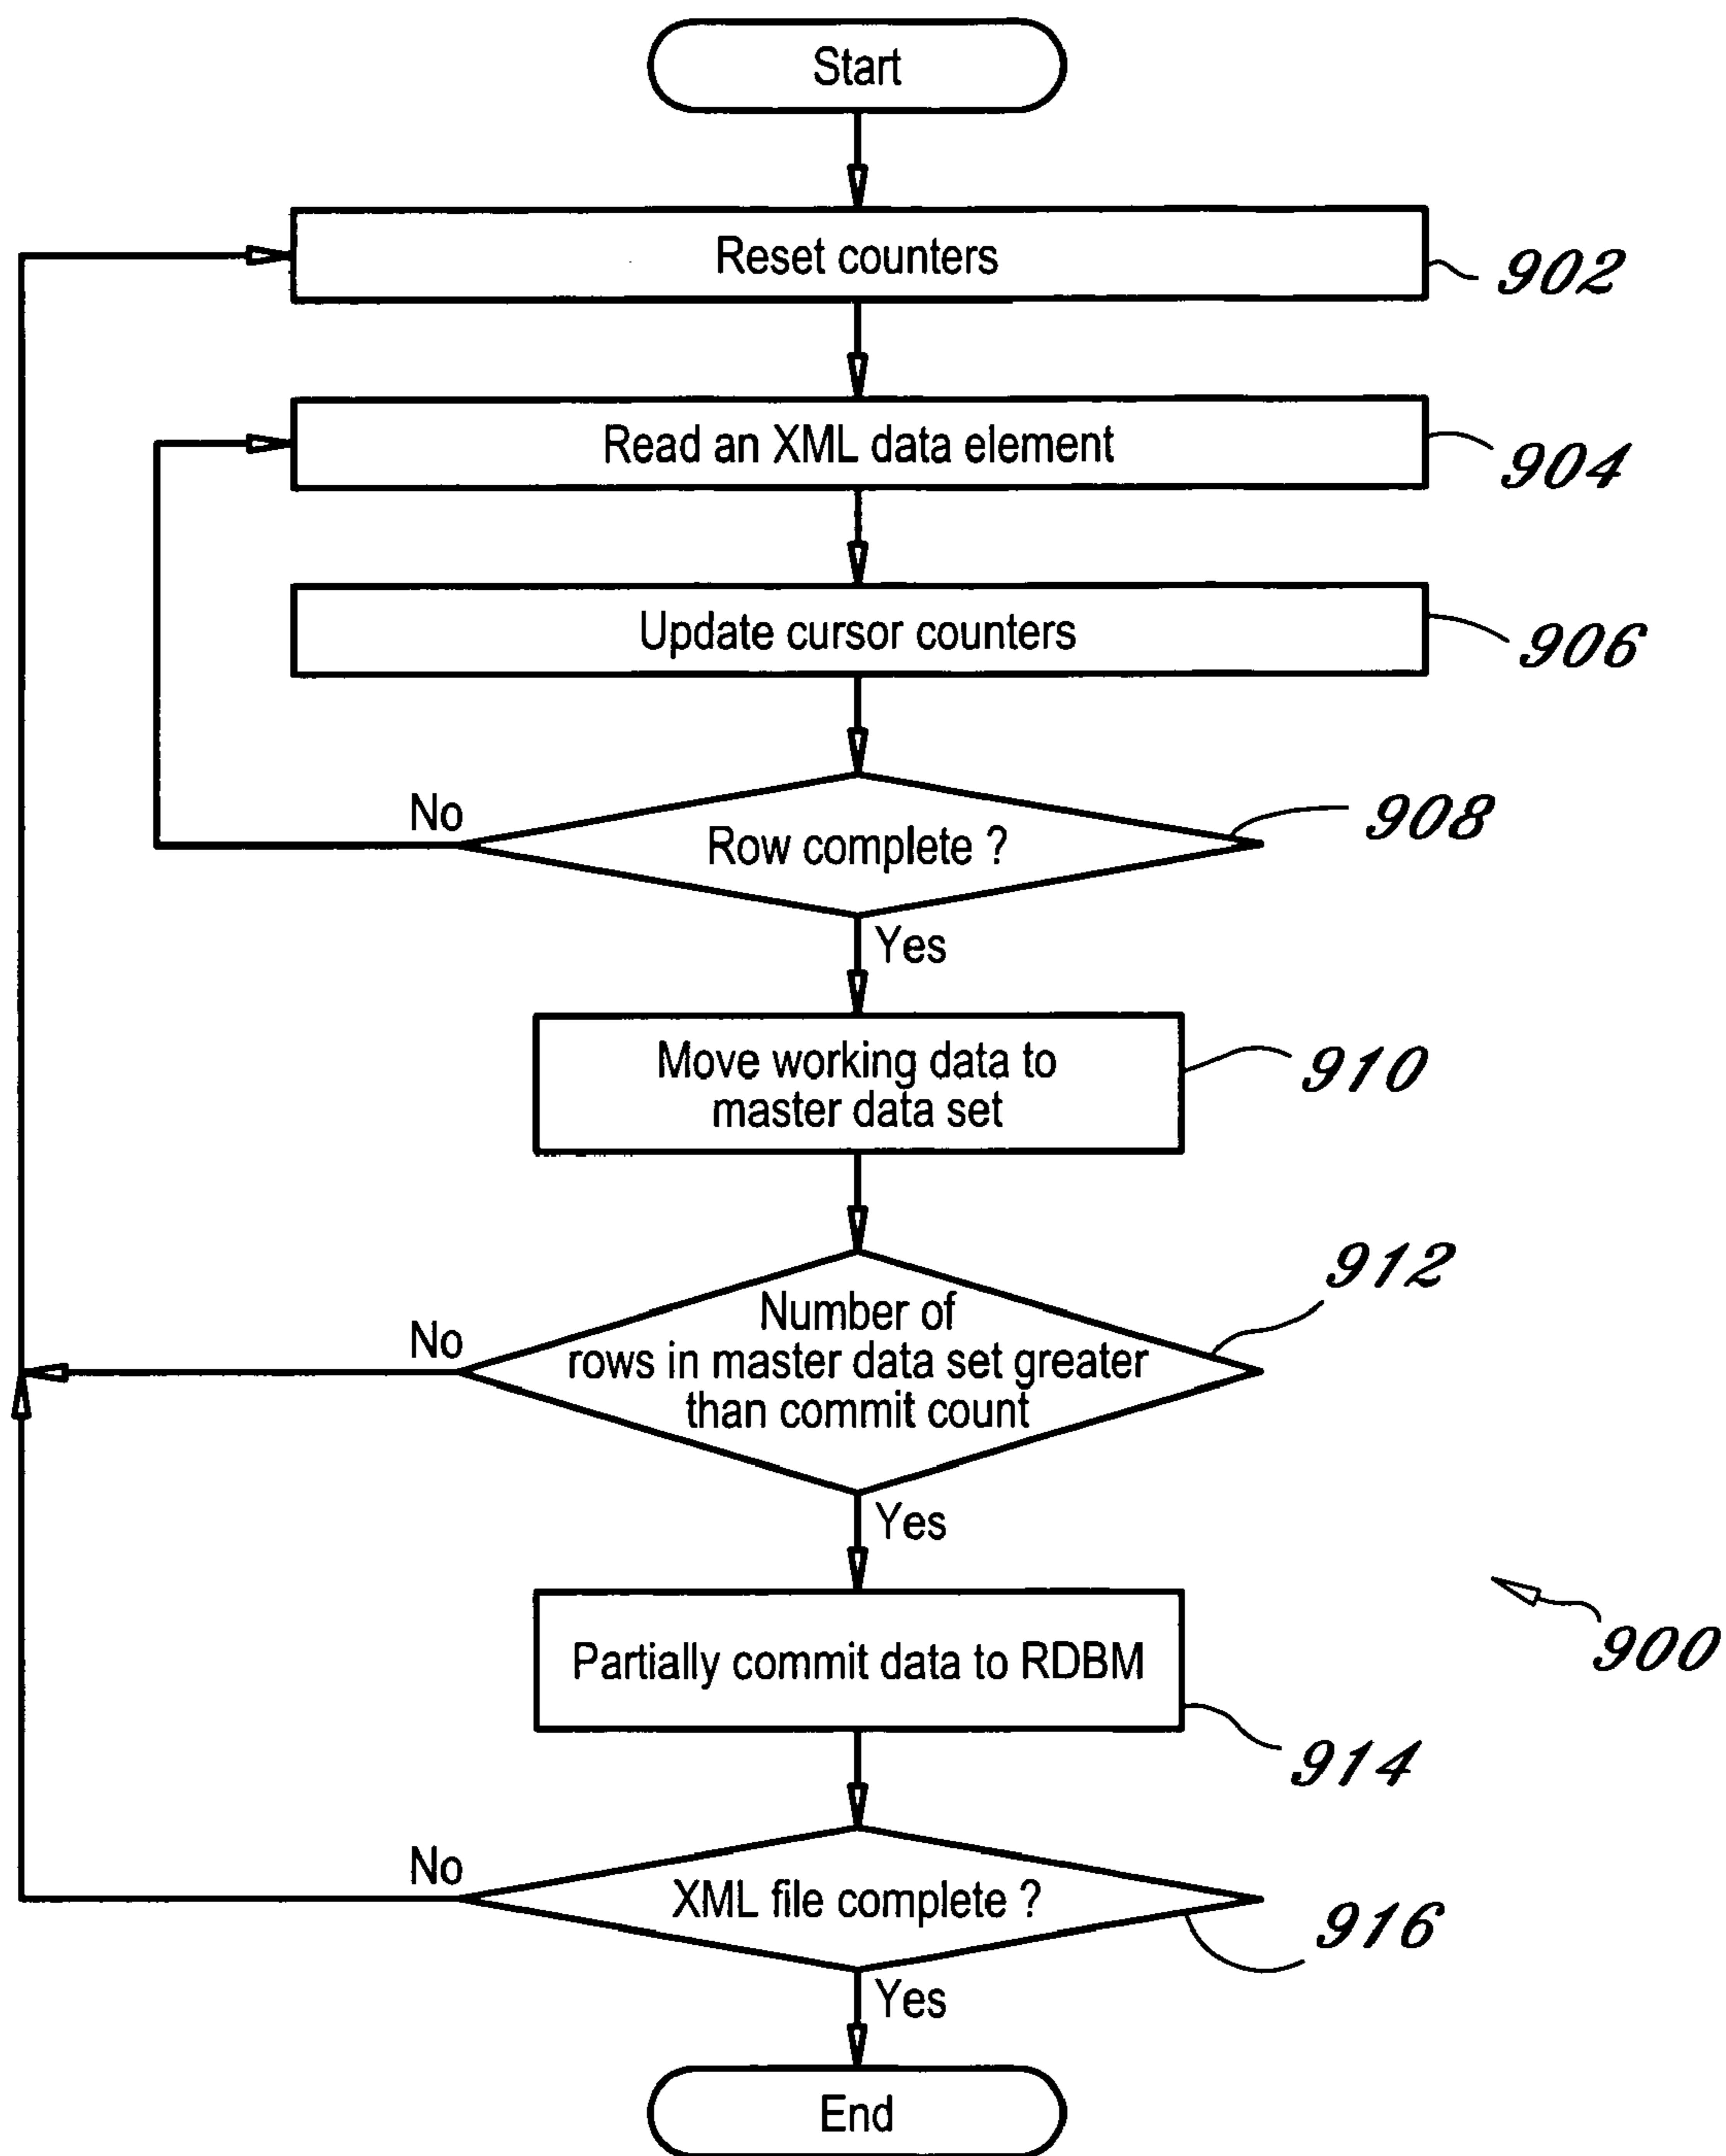 Start
Reset counters
902
Read an XML data element
904
Update cursor counters
906
No
Row complete ?
908
Yes
Move working data to
master data set
910
No
Number of
rows in master data set greater
than commit count
912
Yes
Partially commit data to RDBM
900
914
No
XML file complete ?
916
Yes
End